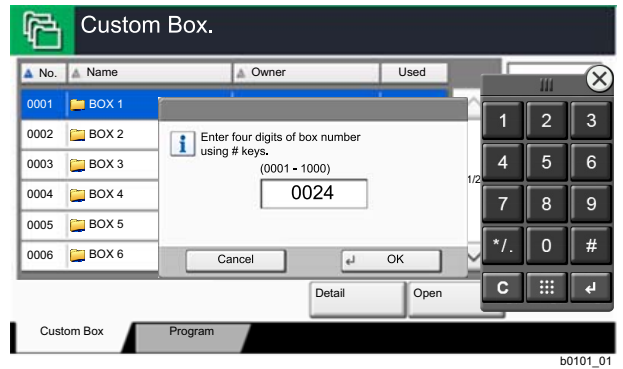 Custom Box.
No. Name Owner Used
0001 BOX 1
0002 BOX 2
0003 BOX 3
0004 BOX 4
0005 BOX 5
0006 BOX 6
Enter four digits of box number
using # keys.
(0001 - 1000)
0024
Cancel OK
1/2
1 2 3
4 5 6
7 8 9
*/. 0 #
C
Detail Open
Custom Box Program
b0101_01